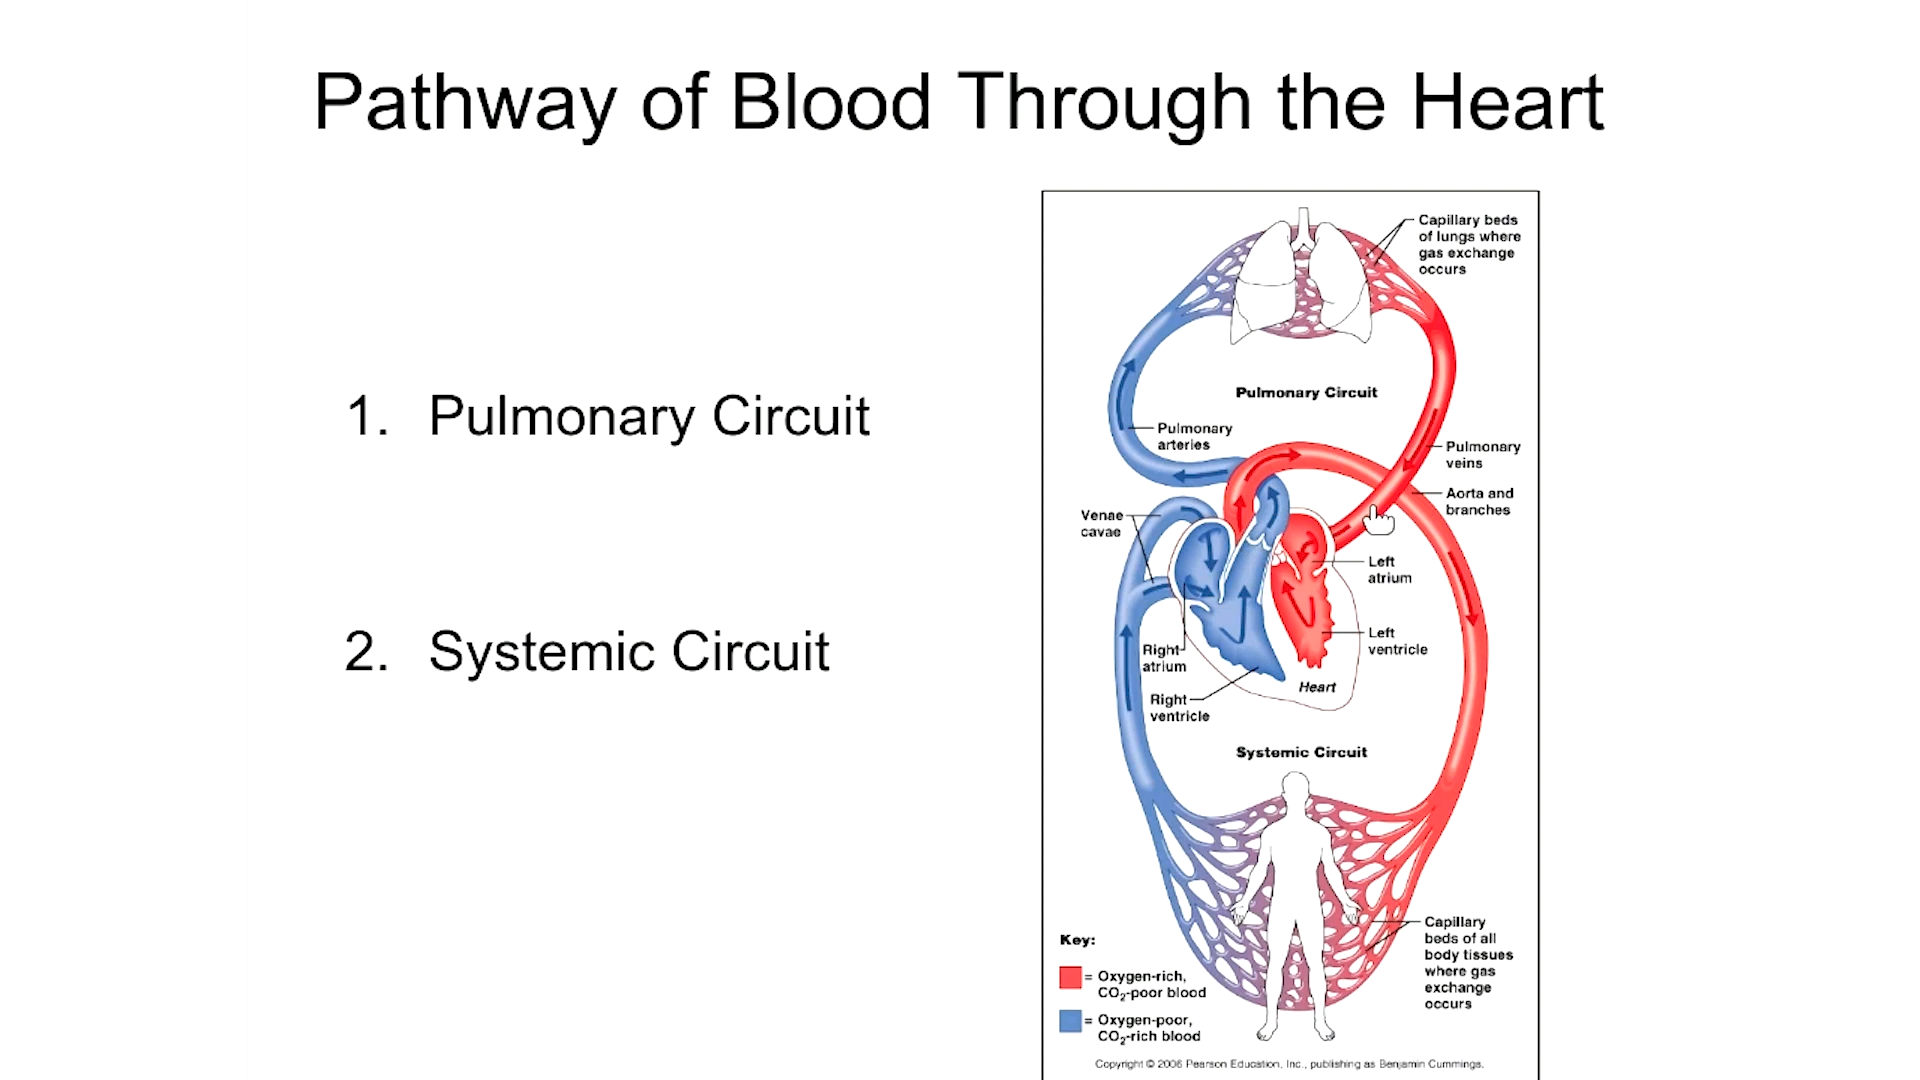 Pathway of Blood Through the Heart
1. Pulmonary Circuit
2. Systemic Circuit
Capillary beds
of lungs where
gas exchange
occurs
Pulmonary Circuit
Pulmonary
arteries
Pulmonary
veins
Aorta and
branches
Venae
cavae
Left
atrium
Left
ventricle
Right
atrium
Right
ventricle
Heart
Systemic Circuit
Capillary
beds of all
body tissues
where gas
exchange
occurs
Key:
= Oxygen-rich,
CO₂-poor blood
= Oxygen-poor,
CO₂-rich blood
Copyright © 2006 Pearson Education, Inc., publishing as Benjamin Cummings.